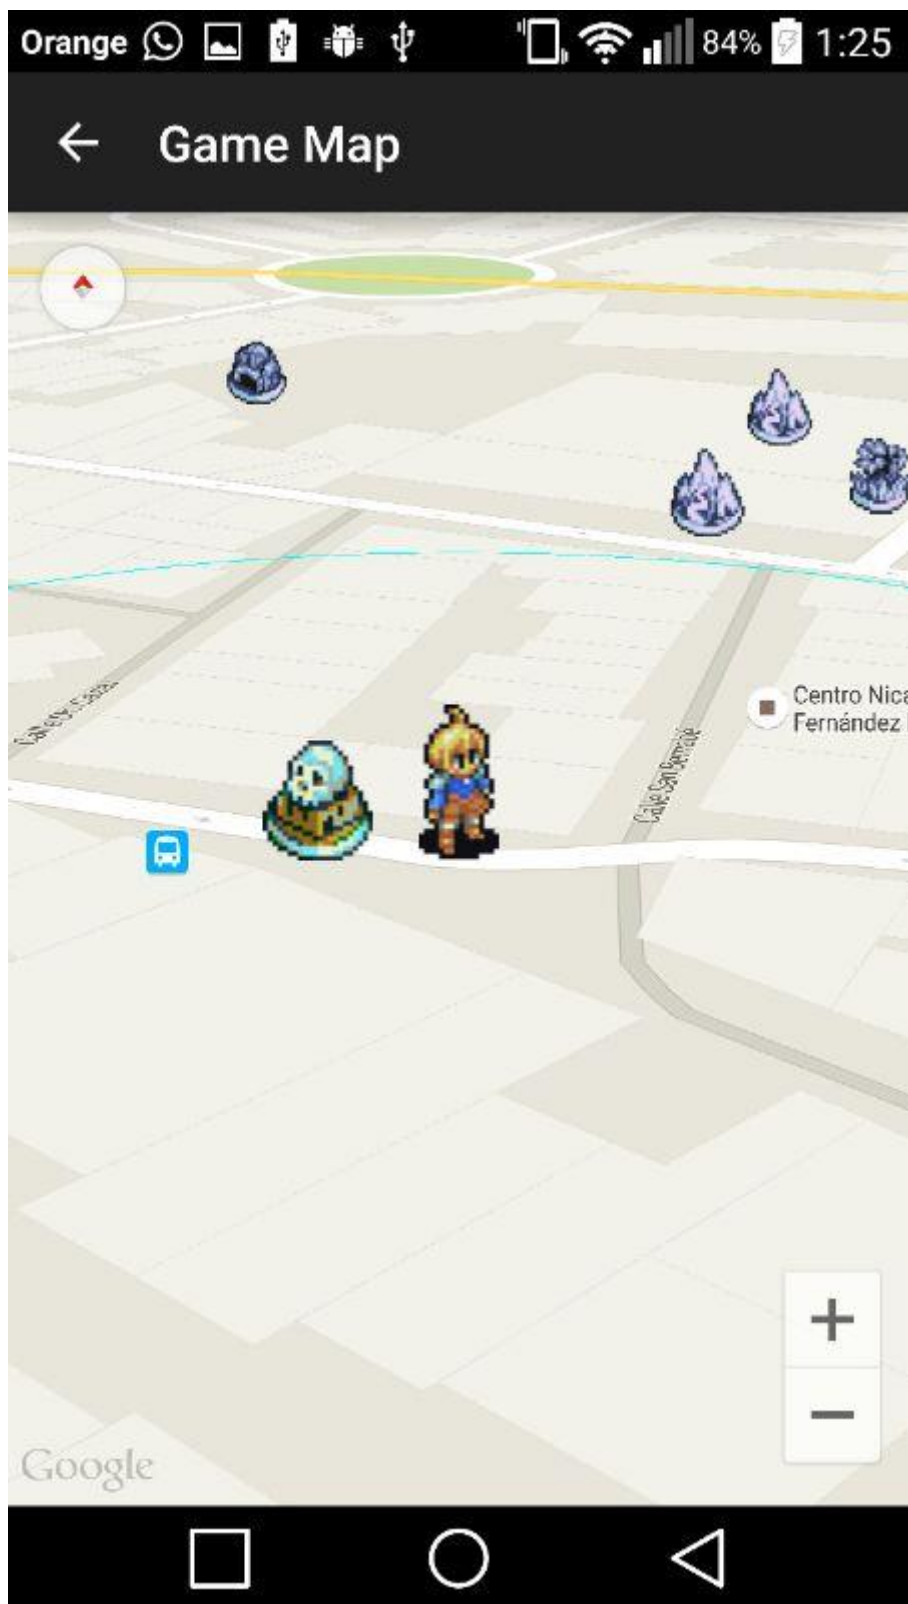 Orange 84% 1:25
Game Map
Centro Nica
Fernández
Calle San Bernabé
Google